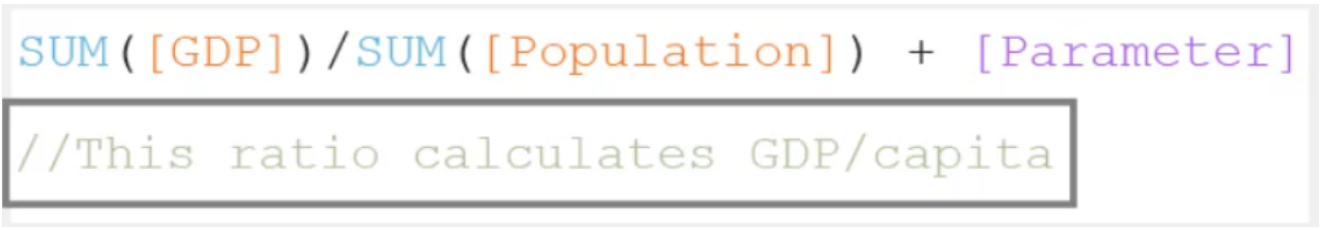 SUM([GDP])/SUM([Population]) + [Parameter]
//This ratio calculates GDP/capita